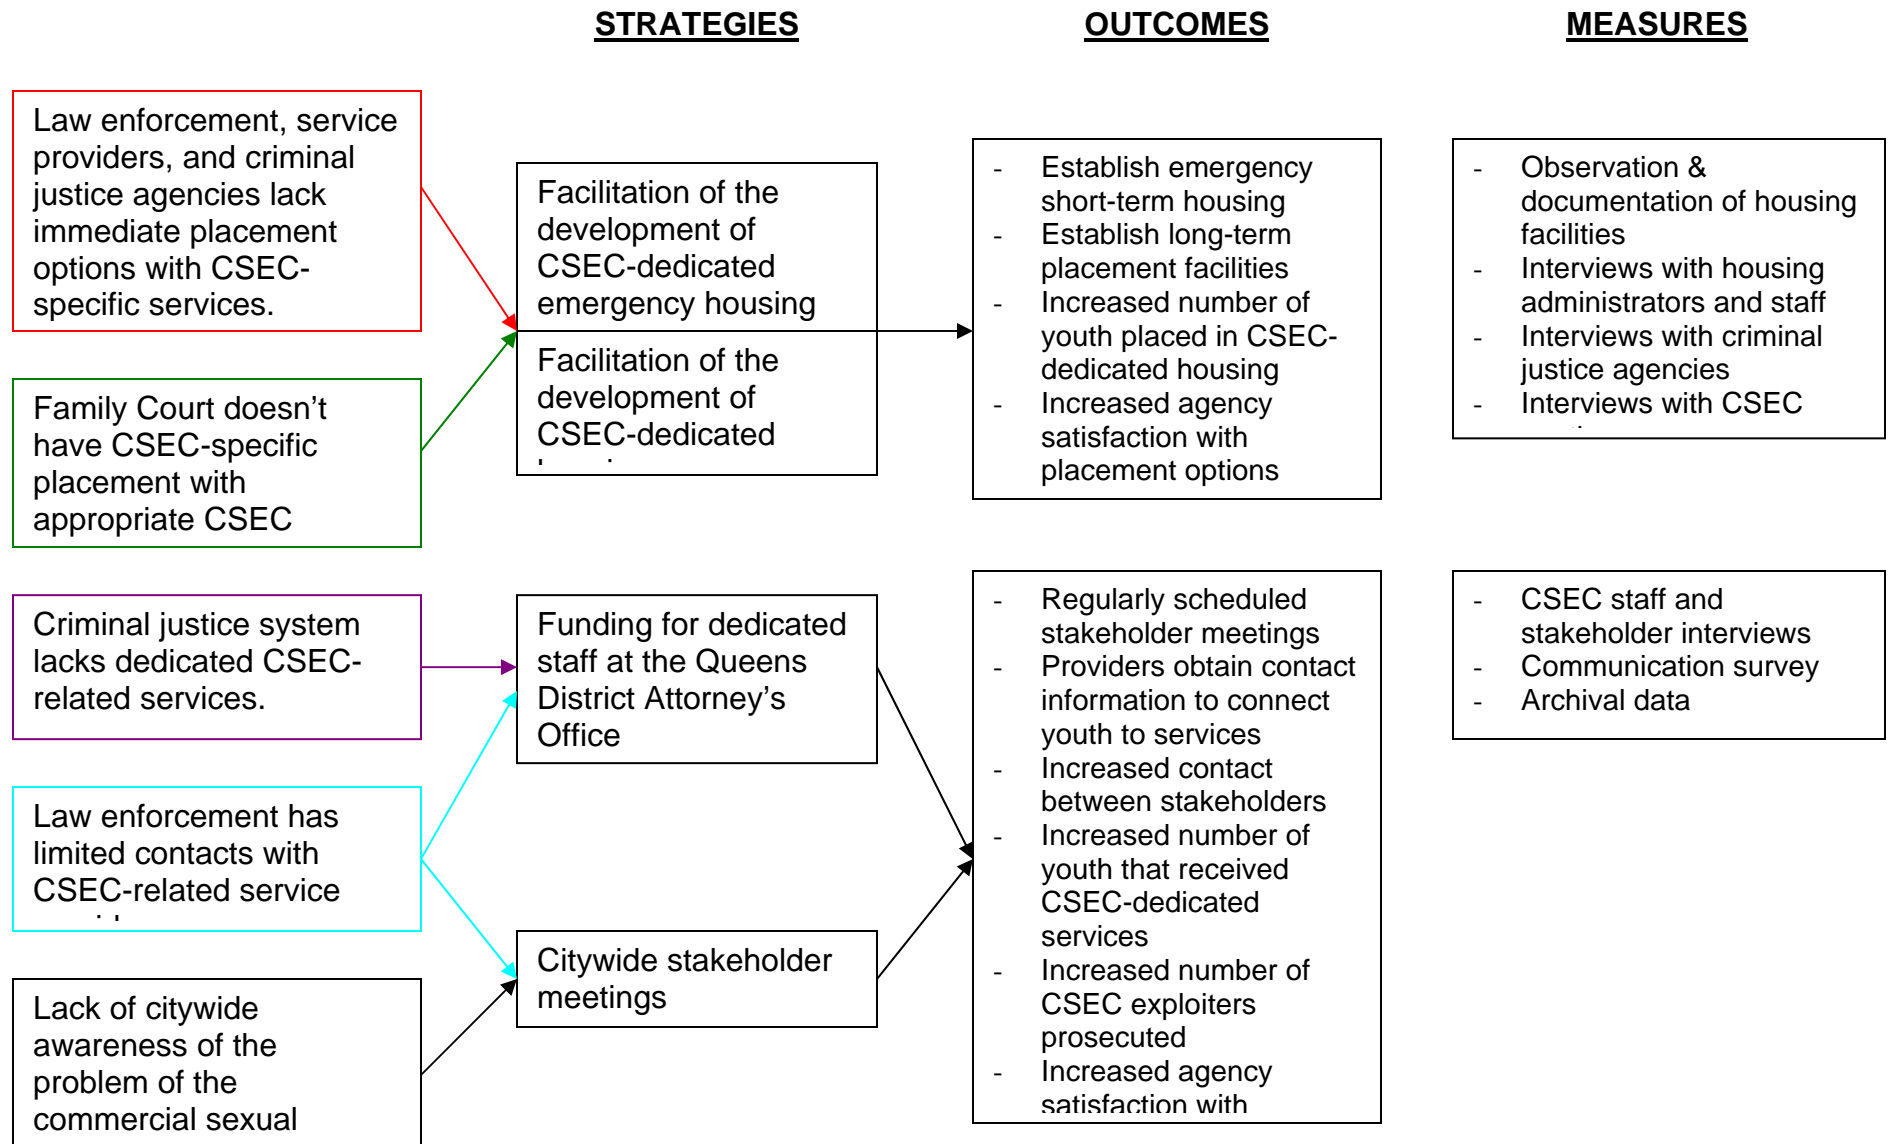 STRATEGIES
OUTCOMES
MEASURES
Law enforcement, service
providers, and criminal
justice agencies lack
immediate placement
options with CSEC-
specific services.
Family Court doesn’t
have CSEC-specific
placement with
appropriate CSEC
Criminal justice system
lacks dedicated CSEC-
related services.
Law enforcement has
limited contacts with
CSEC-related service
Lack of citywide
awareness of the
problem of the
commercial sexual
Facilitation of the
development of
CSEC-dedicated
emergency housing
Facilitation of the
development of
CSEC-dedicated
Funding for dedicated
staff at the Queens
District Attorney’s
Office
Citywide stakeholder
meetings
- Establish emergency
short-term housing
- Establish long-term
placement facilities
- Increased number of
youth placed in CSEC-
dedicated housing
- Increased agency
satisfaction with
placement options
- Regularly scheduled
stakeholder meetings
- Providers obtain contact
information to connect
youth to services
- Increased contact
between stakeholders
- Increased number of
youth that received
CSEC-dedicated
services
- Increased number of
CSEC exploiters
prosecuted
- Increased agency
satisfaction with
- Observation &
documentation of housing
facilities
- Interviews with housing
administrators and staff
- Interviews with criminal
justice agencies
- Interviews with CSEC
- CSEC staff and
stakeholder interviews
- Communication survey
- Archival data